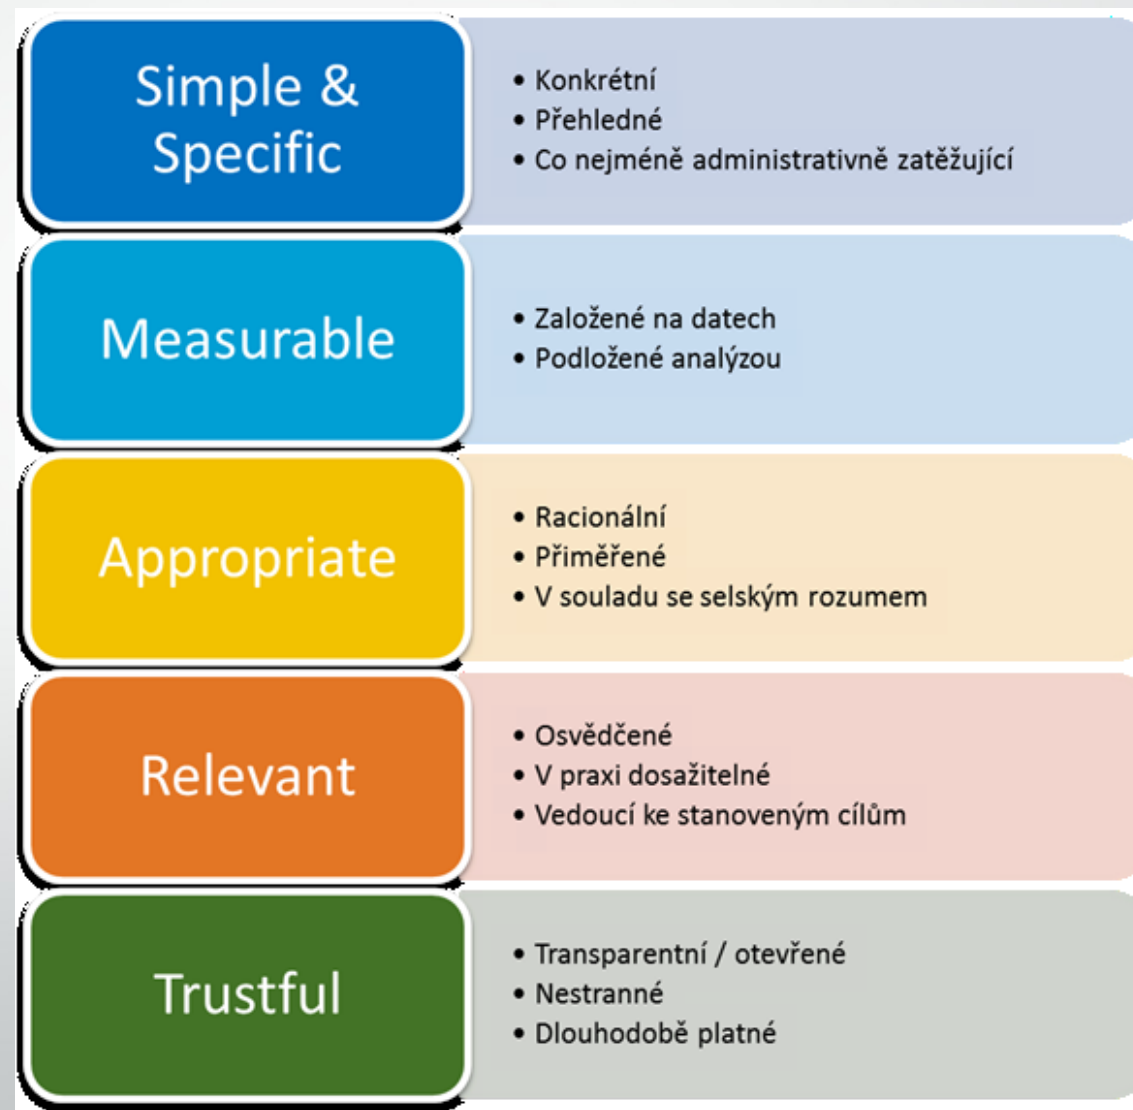 Simple &
Specific
• Konkrétní
• Přehledné
• Co nejméně administrativně zatěžující
Measurable
• Založené na datech
• Podložené analýzou
Appropriate
• Racionální
• Přiměřené
• V souladu se selským rozumem
Relevant
• Osvědčené
• V praxi dosažitelné
• Vedoucí ke stanoveným cílům
Trustful
• Transparentní / otevřené
• Nestranné
• Dlouhodobě platné